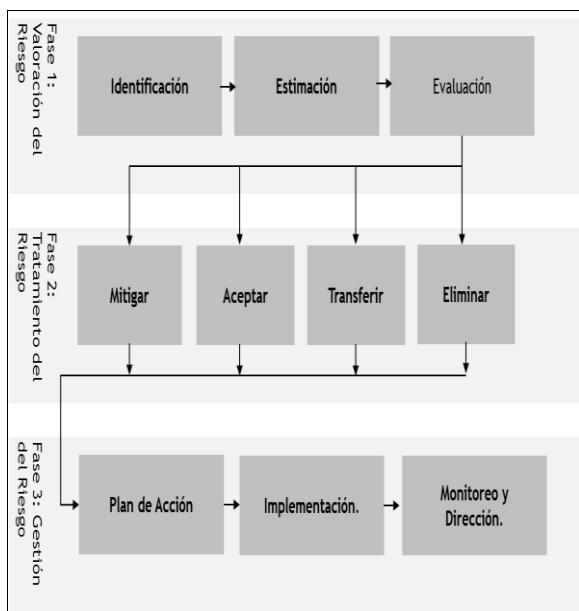 Fase 1:
Valoración del
Riesgo
Identificación
Estimación
Evaluación
Fase 2:
Tratamiento del
Riesgo
Mitigar
Aceptar
Transferir
Eliminar
Fase 3: Gestión
del Riesgo
Plan de Acción
Implementación.
Monitoreo y
Dirección.